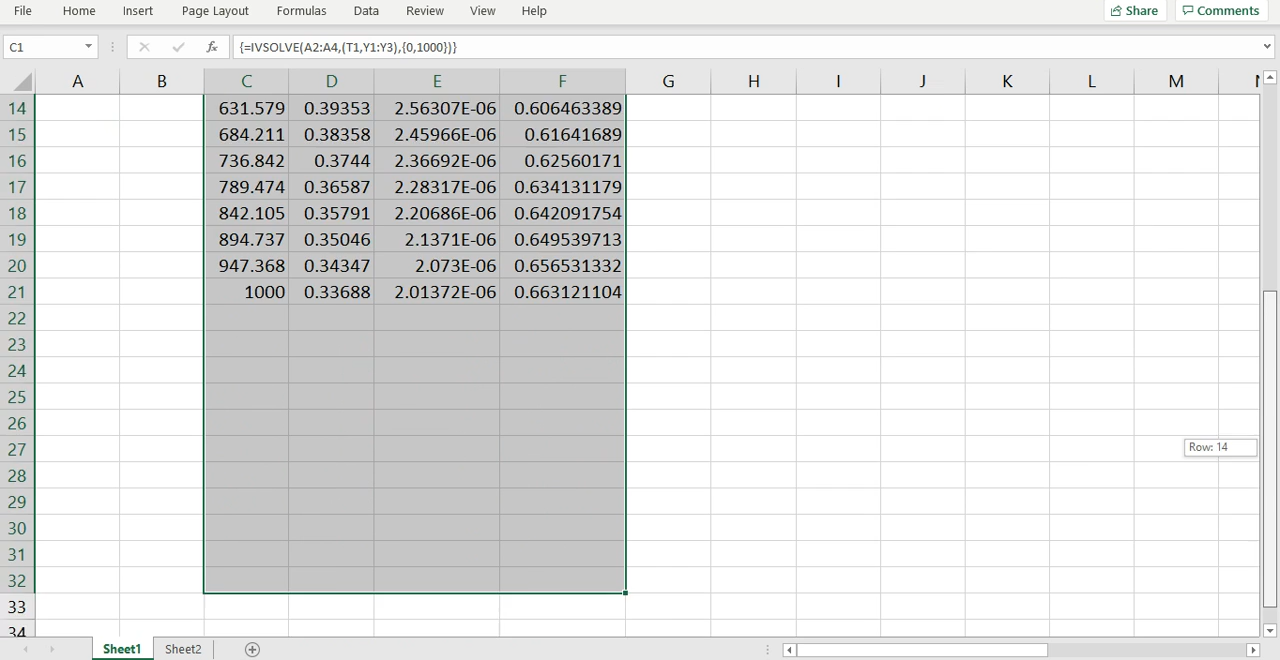 File Home Insert Page Layout Formulas Data Review View Help Share Comments
C1 fx {=IVSOLVE(A2:A4,(T1,Y1:Y3),{0,1000})}
A B C D E F G H I J K L M
14 631.579 0.39353 2.56307E-06 0.606463389
15 684.211 0.38358 2.45966E-06 0.61641689
16 736.842 0.3744 2.36692E-06 0.62560171
17 789.474 0.36587 2.28317E-06 0.634131179
18 842.105 0.35791 2.20686E-06 0.642091754
19 894.737 0.35046 2.1371E-06 0.649539713
20 947.368 0.34347 2.073E-06 0.656531332
21 1000 0.33688 2.01372E-06 0.663121104
22
23
24
25
26
27 Row: 14
28
29
30
31
32
33
34
Sheet1 Sheet2